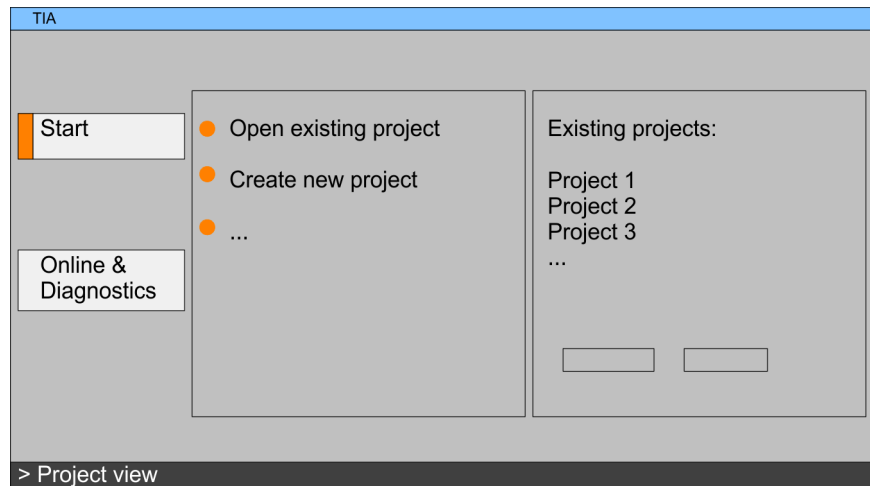 TIA
Start
Online &
Diagnostics
Open existing project
Create new project
...
Existing projects:
Project 1
Project 2
Project 3
...
> Project view